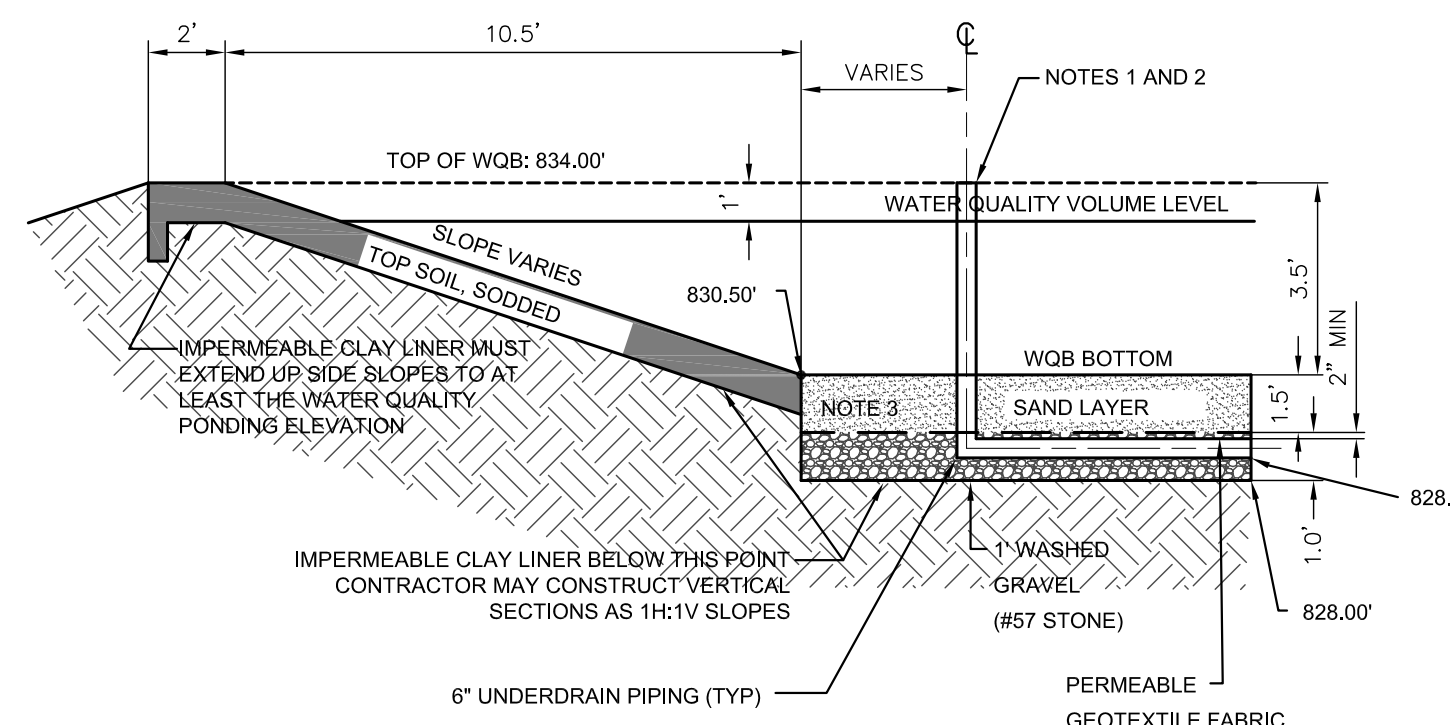 2'
10.5'
℄
VARIES
NOTES 1 AND 2
TOP OF WQB: 834.00'
1'
WATER QUALITY VOLUME LEVEL
SLOPE VARIES
TOP SOIL, SODDED
830.50'
3.5'
2" MIN
IMPERMEABLE CLAY LINER MUST
EXTEND UP SIDE SLOPES TO AT
LEAST THE WATER QUALITY
PONDING ELEVATION
WQB BOTTOM
NOTE 3
SAND LAYER
1.5'
828.
IMPERMEABLE CLAY LINER BELOW THIS POINT
CONTRACTOR MAY CONSTRUCT VERTICAL
SECTIONS AS 1H:1V SLOPES
1' WASHED
GRAVEL
(#57 STONE)
1.0'
828.00'
6" UNDERDRAIN PIPING (TYP)
PERMEABLE
GEOTEXTILE FABRIC